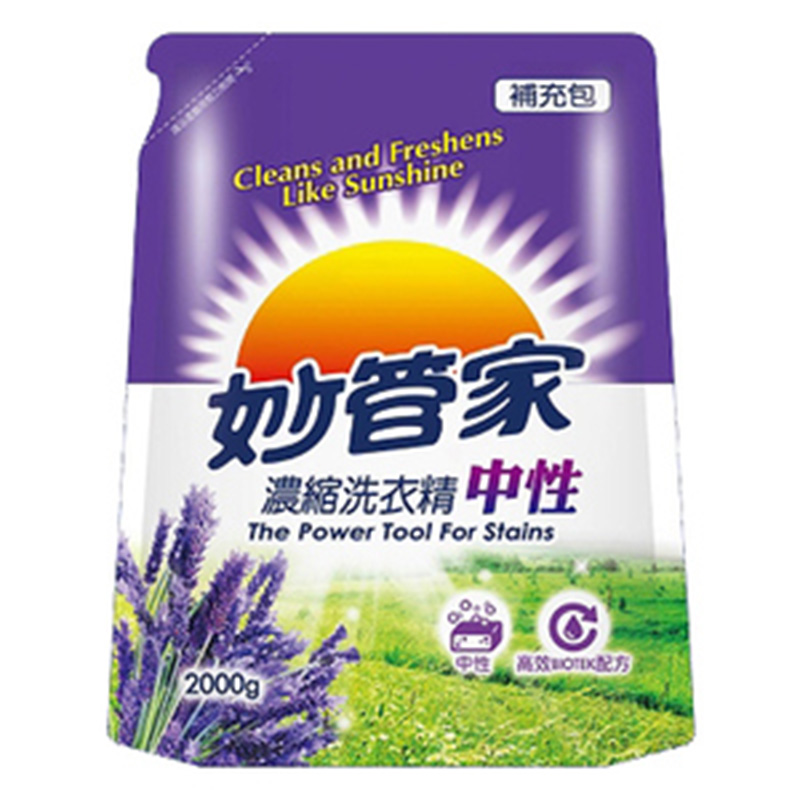 補充包
Cleans and Freshens
Like Sunshine
妙管家
濃縮洗衣精 中性
The Power Tool For Stains
中性
高效BIOTEK配方
2000g